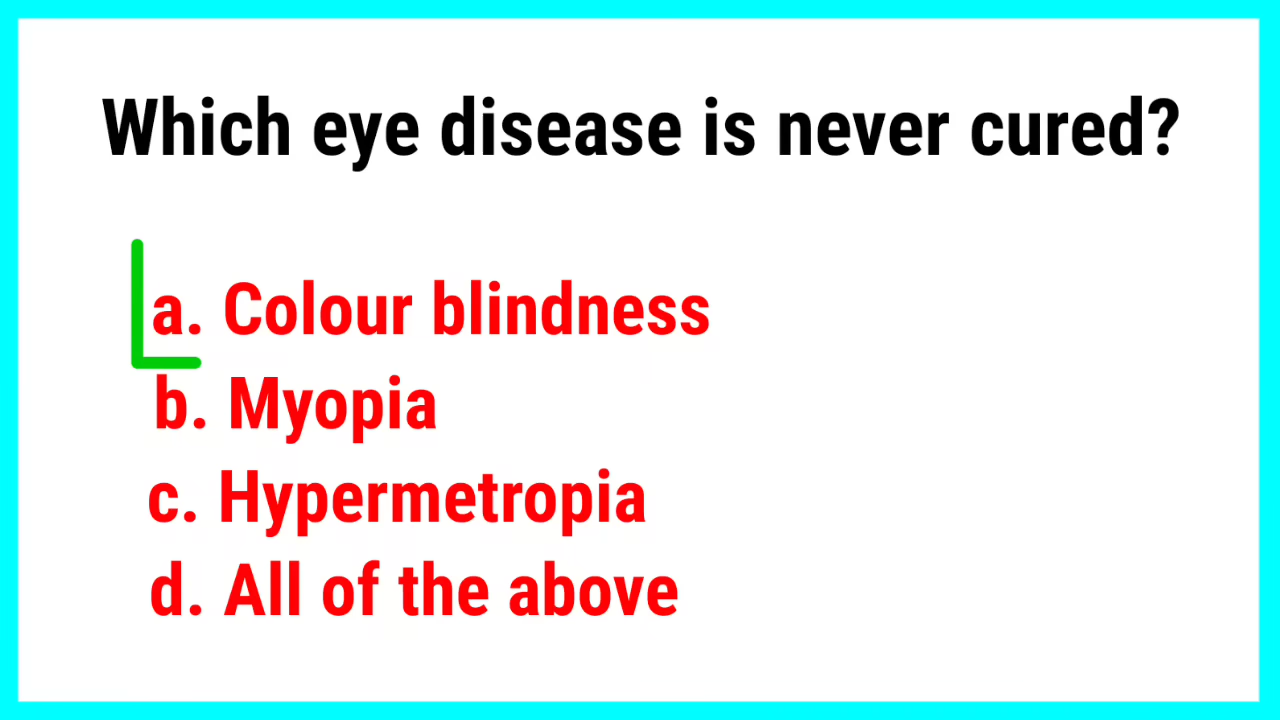 Which eye disease is never cured?
a. Colour blindness
b. Myopia
c. Hypermetropia
d. All of the above